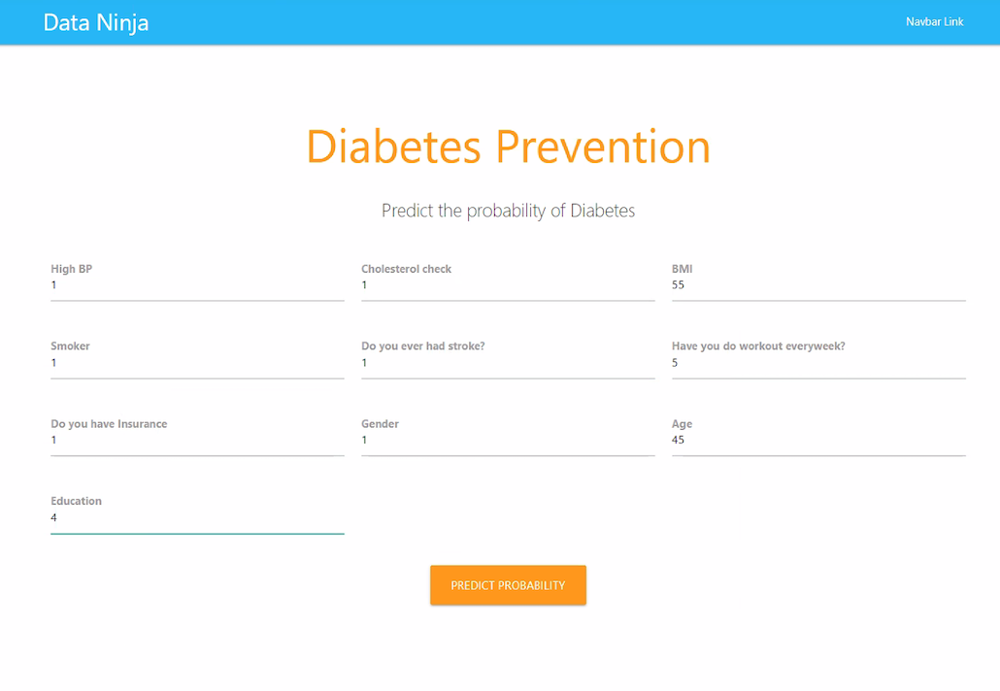 Data Ninja
Navbar Link
Diabetes Prevention
Predict the probability of Diabetes
High BP
1
Cholesterol check
1
BMI
55
Smoker
1
Do you ever had stroke?
1
Have you do workout everyweek?
5
Do you have Insurance
1
Gender
1
Age
45
Education
4
PREDICT PROBABILITY